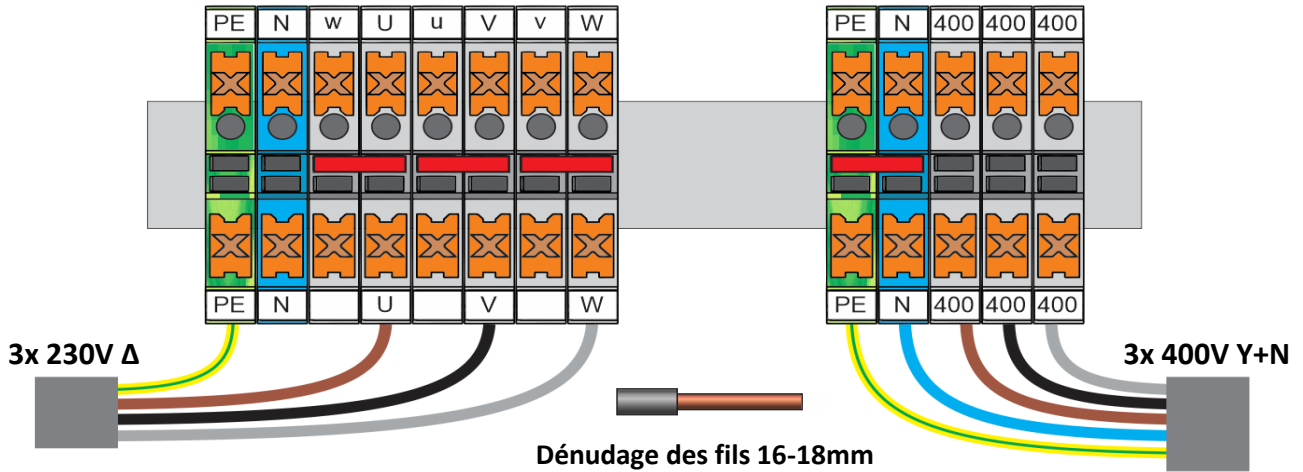 PE N w U u V v W
PE N 400 400 400
PE N U V W
PE N 400 400 400
3x 230V Δ
3x 400V Y+N
Dénudage des fils 16-18mm